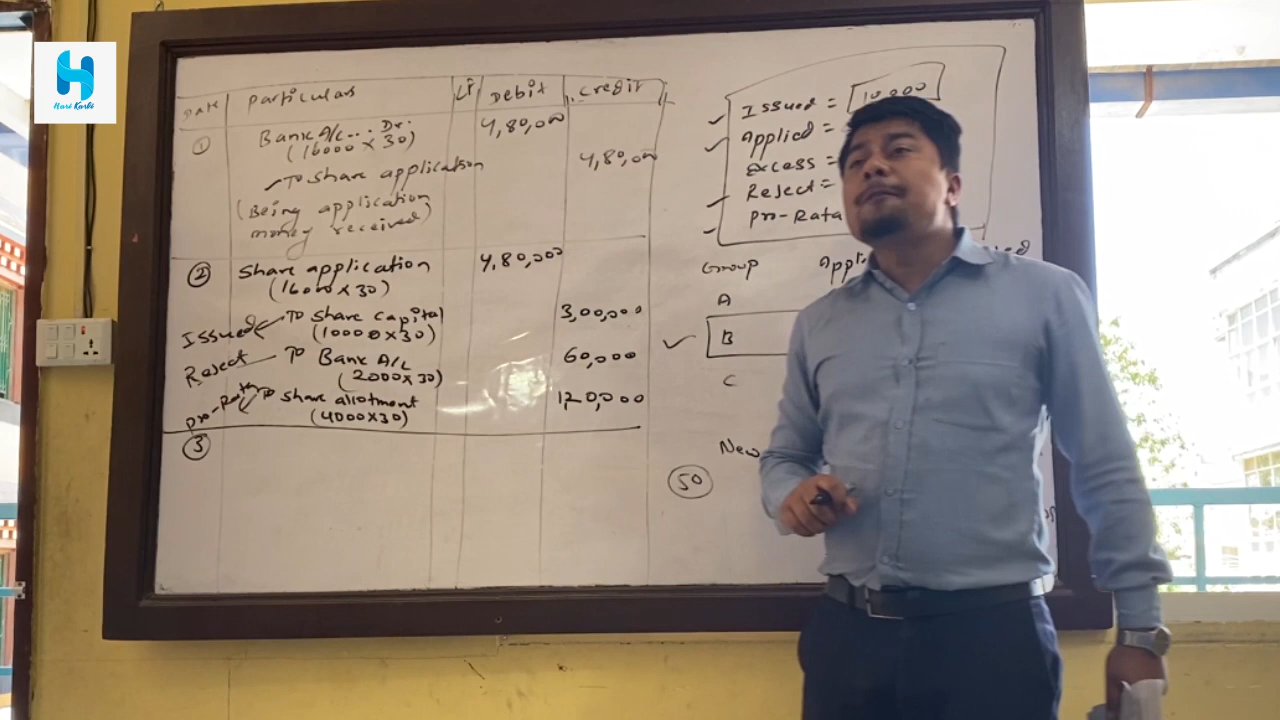 H
Hari Karki
Date Particulars LF Debit Credit
① Bank A/C... Dr. 4,80,000
(16000 × 30)
To share application 4,80,000
(Being application
money received)
② Share application 4,80,000
(16000 × 30)
Issued To share capital 3,00,000
(10000 × 30)
Reject To Bank A/C 60,000
(2000 × 30)
Pro-Rata To share allotment 1,20,000
(4000 × 30)
③
Issued = 10,000
Applied =
Excess =
Reject =
Pro-Rata
Group Appli
A
B
C
New
50